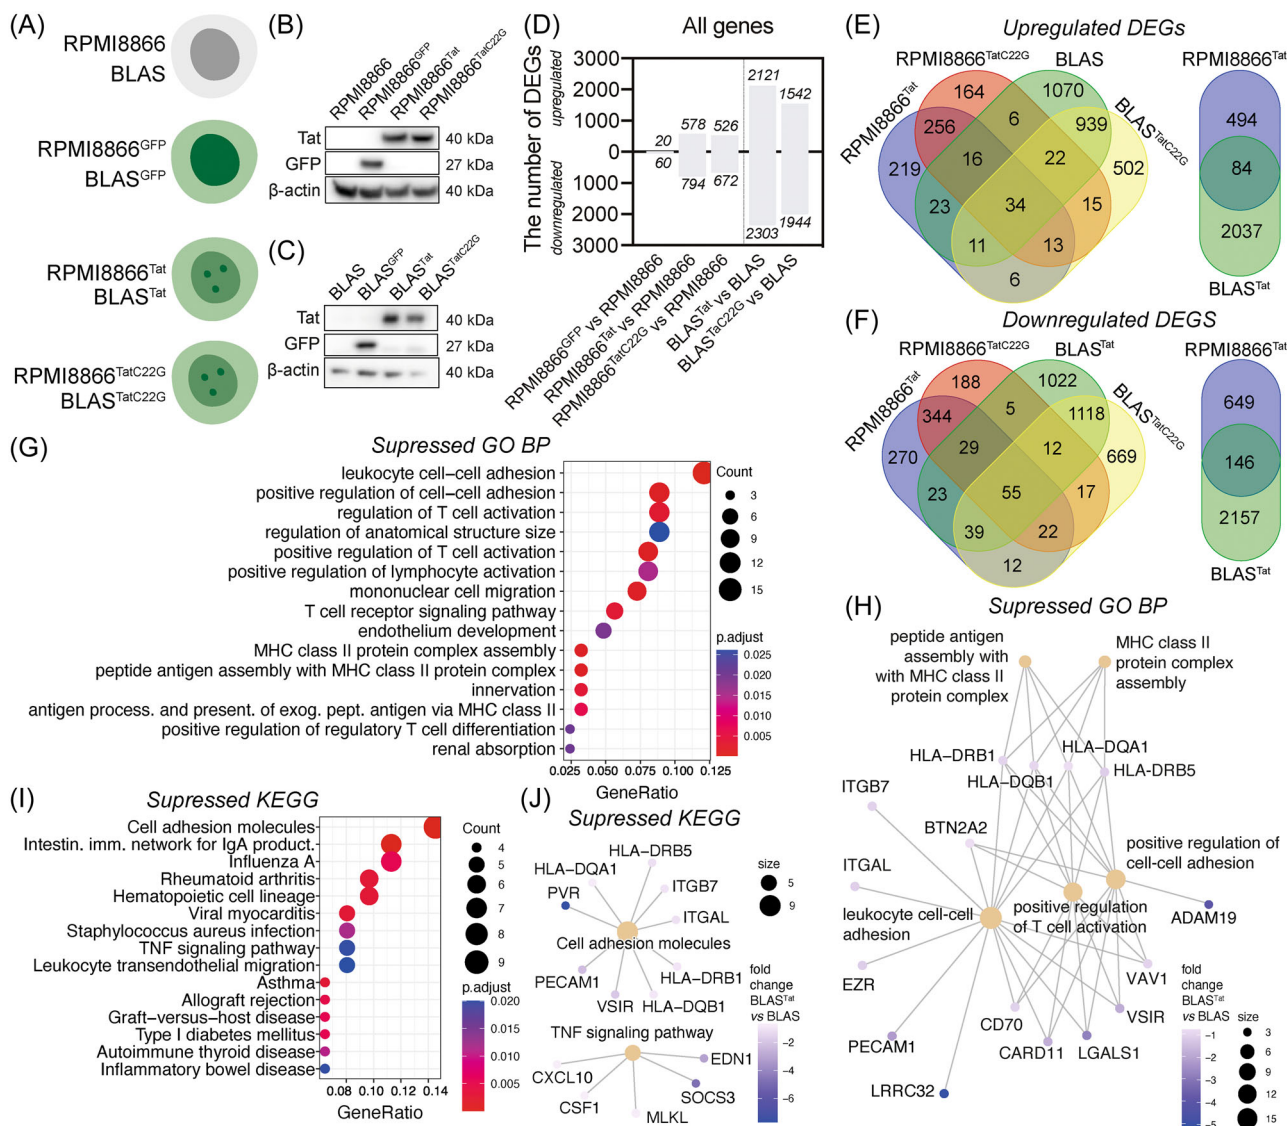 (A)
RPMI8866
BLAS
RPMI8866GFP
BLASGFP
RPMI8866Tat
BLASTat
RPMI8866TatC22G
BLASTatC22G
(B)
RPMI8866
RPMI8866GFP
RPMI8866Tat
RPMI8866TatC22G
Tat
40 kDa
GFP
27 kDa
β-actin
40 kDa
(C)
BLAS
BLASGFP
BLASTat
BLASTatC22G
Tat
40 kDa
GFP
27 kDa
β-actin
40 kDa
(D)
All genes
The number of DEGs
upregulated
downregulated
3000
2000
1000
0
1000
2000
3000
20
60
578
794
526
672
2121
2303
1542
1944
RPMI8866GFP vs RPMI8866
RPMI8866Tat vs RPMI8866
RPMI8866TatC22G vs RPMI8866
BLASTat vs BLAS
BLASTaC22G vs BLAS
(E)
Upregulated DEGs
RPMI8866TatC22G
BLAS
RPMI8866Tat
BLASTatC22G
164
1070
256
6
939
219
16
22
502
23
34
15
11
13
6
RPMI8866Tat
494
84
2037
BLASTat
(F)
Downregulated DEGS
RPMI8866TatC22G
BLASTat
RPMI8866Tat
BLASTatC22G
188
1022
344
5
1118
270
29
12
669
23
55
17
39
22
12
RPMI8866Tat
649
146
2157
BLASTat
(G)
Supressed GO BP
leukocyte cell−cell adhesion
positive regulation of cell−cell adhesion
regulation of T cell activation
regulation of anatomical structure size
positive regulation of T cell activation
positive regulation of lymphocyte activation
mononuclear cell migration
T cell receptor signaling pathway
endothelium development
MHC class II protein complex assembly
peptide antigen assembly with MHC class II protein complex
innervation
antigen process. and present. of exog. pept. antigen via MHC class II
positive regulation of regulatory T cell differentiation
renal absorption
0.025
0.050
0.075
0.100
0.125
GeneRatio
Count
3
6
9
12
15
p.adjust
0.025
0.020
0.015
0.010
0.005
(H)
Supressed GO BP
peptide antigen
assembly with
with MHC class II
protein complex
MHC class II
protein complex
assembly
HLA−DRB1
HLA−DQA1
HLA−DQB1
HLA-DRB5
ITGB7
BTN2A2
ITGAL
positive regulation of
cell-cell adhesion
leukocyte cell-cell
adhesion
positive regulation
of T cell activation
ADAM19
EZR
VAV1
CD70
VSIR
PECAM1
CARD11
LGALS1
LRRC32
fold
change
BLASTat
vs BLAS
−1
−2
−3
−4
−5
size
3
6
9
12
15
(I)
Supressed KEGG
Cell adhesion molecules
Intestin. imm. network for IgA product.
Influenza A
Rheumatoid arthritis
Hematopoietic cell lineage
Viral myocarditis
Staphylococcus aureus infection
TNF signaling pathway
Leukocyte transendothelial migration
Asthma
Allograft rejection
Graft−versus−host disease
Type I diabetes mellitus
Autoimmune thyroid disease
Inflammatory bowel disease
0.08
0.10
0.12
0.14
GeneRatio
Count
4
5
6
7
8
9
p.adjust
0.020
0.015
0.010
0.005
(J)
Supressed KEGG
HLA−DRB5
HLA−DQA1
PVR
ITGB7
ITGAL
Cell adhesion molecules
PECAM1
HLA−DRB1
VSIR
HLA−DQB1
TNF signaling pathway
EDN1
CXCL10
SOCS3
CSF1
MLKL
size
5
9
fold
change
BLASTat
vs BLAS
−2
−4
−6